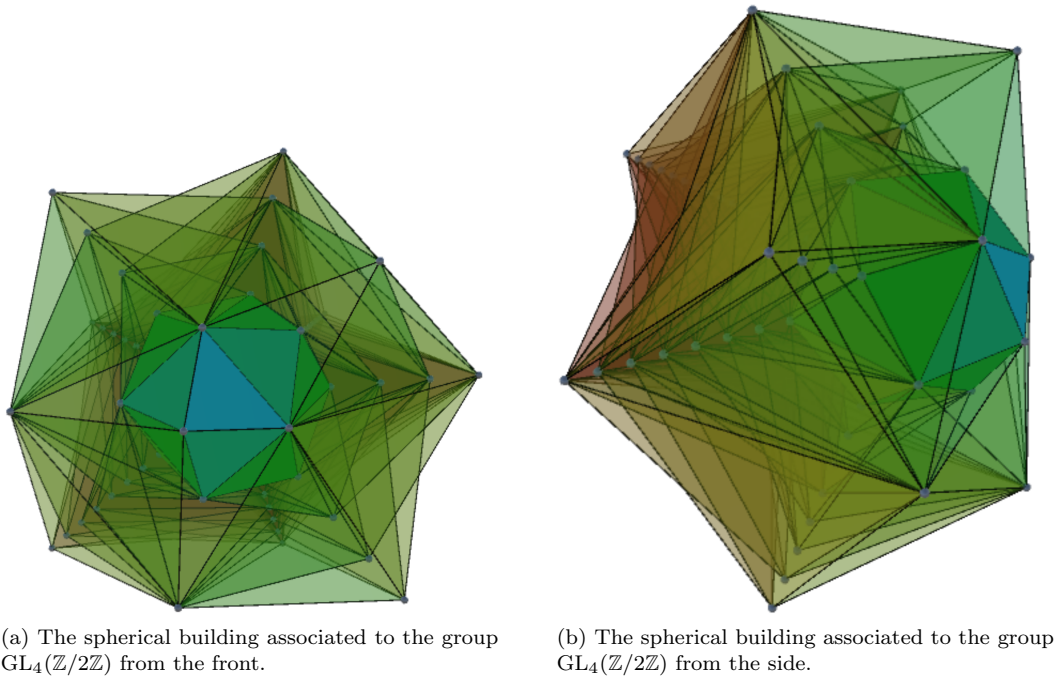 (a) The spherical building associated to the group
GL₄(ℤ/2ℤ) from the front.
(b) The spherical building associated to the group
GL₄(ℤ/2ℤ) from the side.